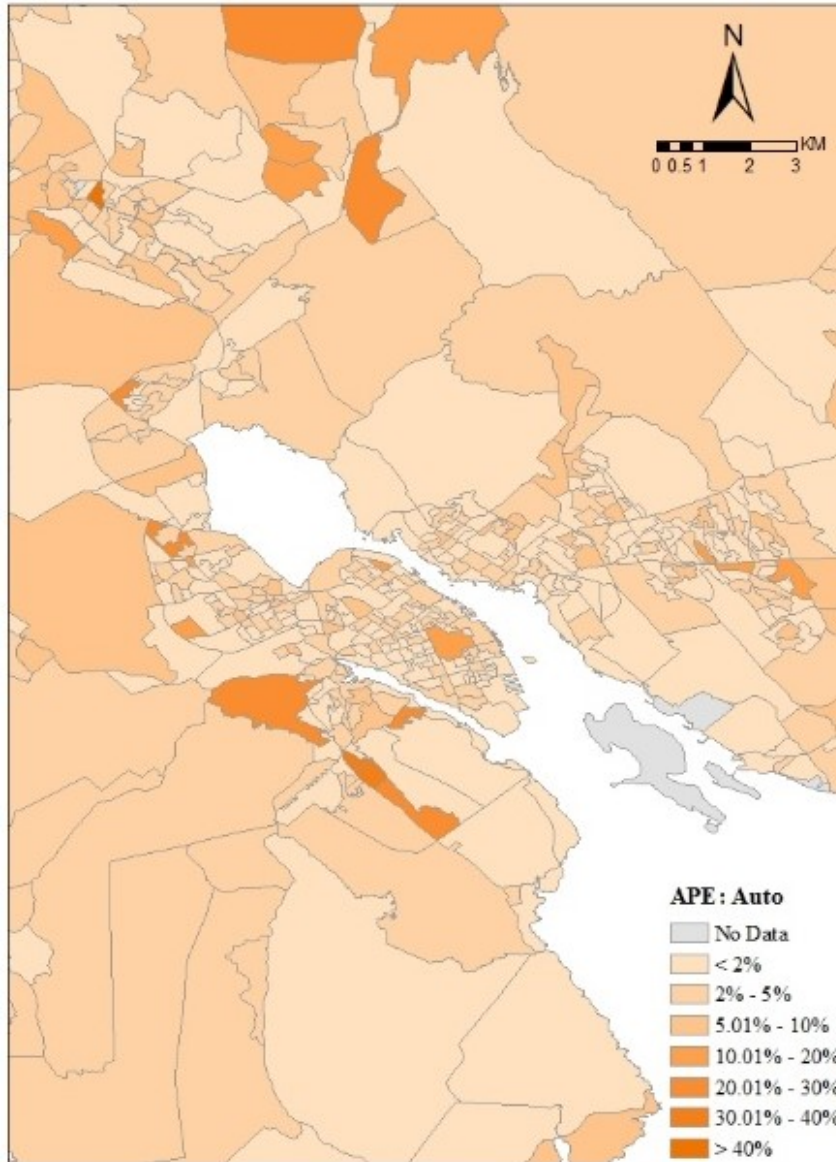 N
KM
0 0.5 1 2 3
APE : Auto
No Data
< 2%
2% - 5%
5.01% - 10%
10.01% - 20%
20.01% - 30%
30.01% - 40%
> 40%